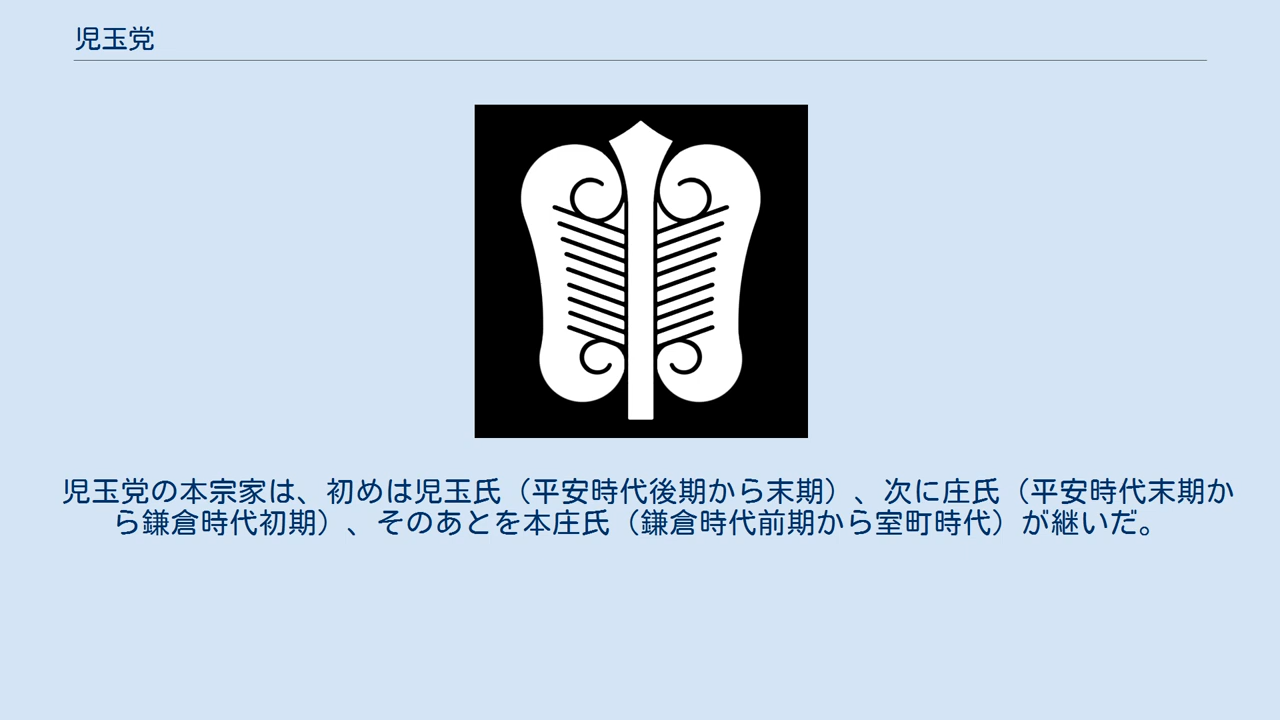 児玉党
児玉党の本宗家は、初めは児玉氏（平安時代後期から末期）、次に庄氏（平安時代末期か
ら鎌倉時代初期）、そのあとを本庄氏（鎌倉時代前期から室町時代）が継いだ。